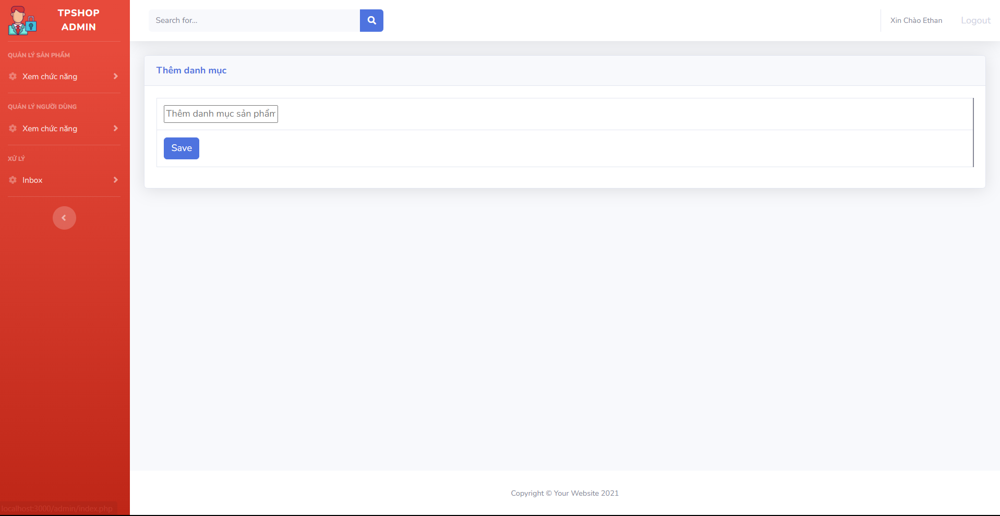 TPSHOP
ADMIN
QUẢN LÝ SẢN PHẨM
Xem chức năng
QUẢN LÝ NGƯỜI DÙNG
Xem chức năng
XỬ LÝ
Inbox
Search for...
Xin Chào Ethan
Logout
Thêm danh mục
Thêm danh mục sản phẩm
Save
Copyright © Your Website 2021
localhost:3000/admin/index.php